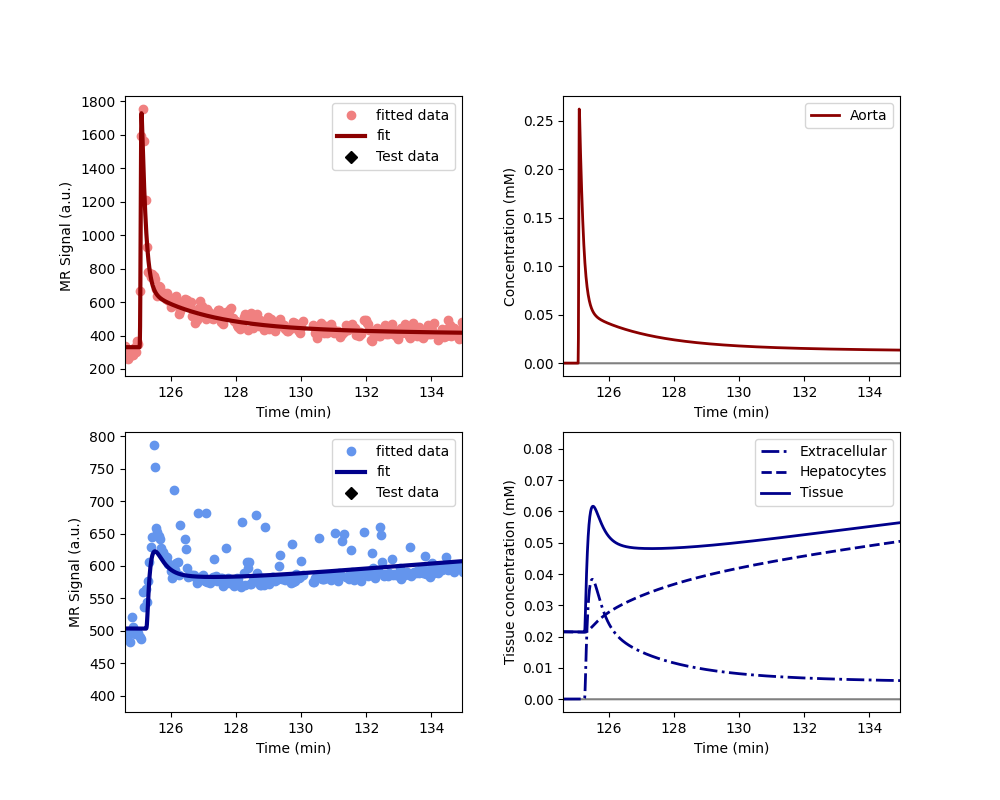 1800
1600
1400
1200
1000
800
600
400
200
MR Signal (a.u.)
fitted data
fit
Test data
126
128
130
132
134
Time (min)
0.25
0.20
0.15
0.10
0.05
0.00
Concentration (mM)
Aorta
126
128
130
132
134
Time (min)
800
750
700
650
600
550
500
450
400
MR Signal (a.u.)
fitted data
fit
Test data
126
128
130
132
134
Time (min)
0.08
0.07
0.06
0.05
0.04
0.03
0.02
0.01
0.00
Tissue concentration (mM)
Extracellular
Hepatocytes
Tissue
126
128
130
132
134
Time (min)